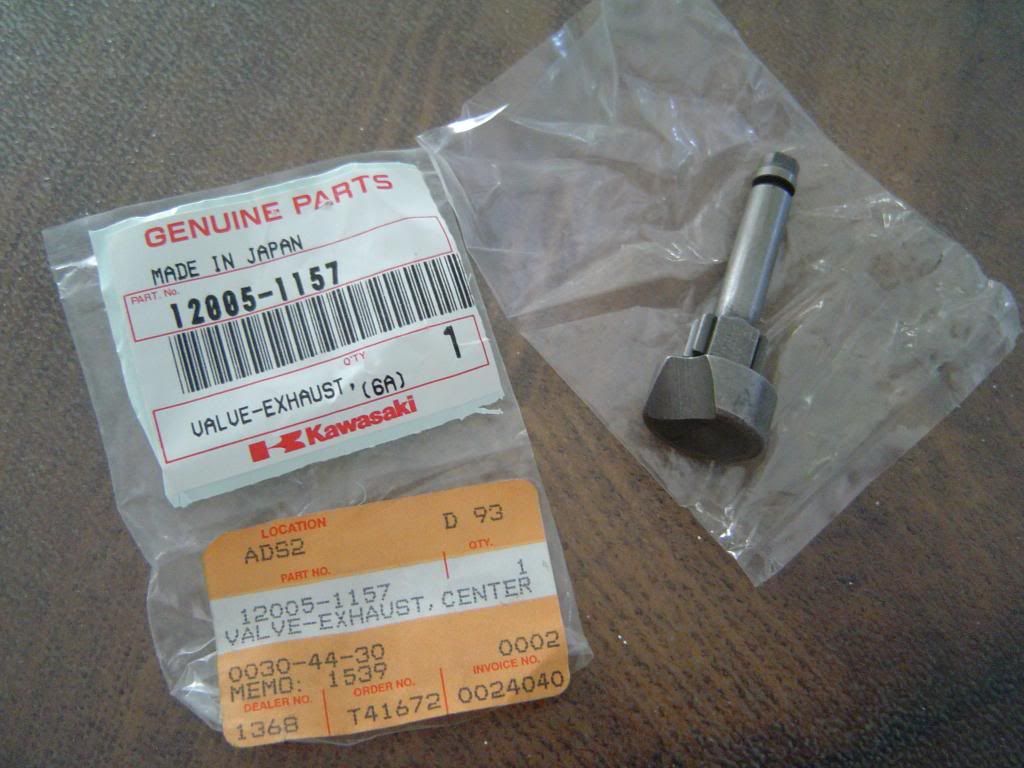 GENUINE PARTS
MADE IN JAPAN
PART. No.
12005-1157
QTY
1
VALVE-EXHAUST,(6A)
Kawasaki
LOCATION
ADS2 D 93
PART NO. QTY.
12005-1157 1
VALVE-EXHAUST,CENTER
0030-44-30 0002
MEMO: 1539
DEALER NO. ORDER NO. INVOICE NO.
1368 T41672 0024040